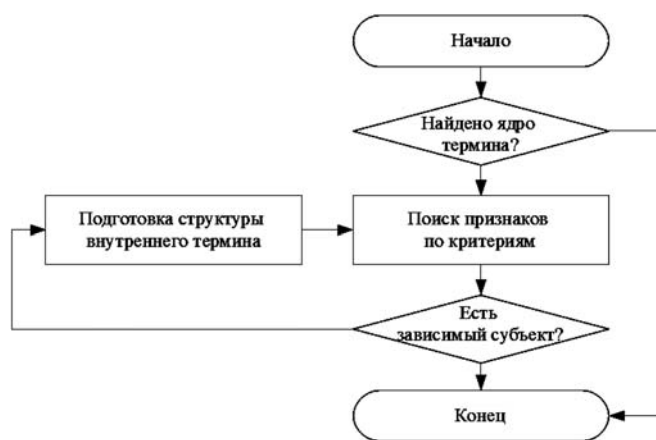 Начало
Найдено ядро
термина?
Подготовка структуры
внутреннего термина
Поиск признаков
по критериям
Есть
зависимый субъект?
Конец